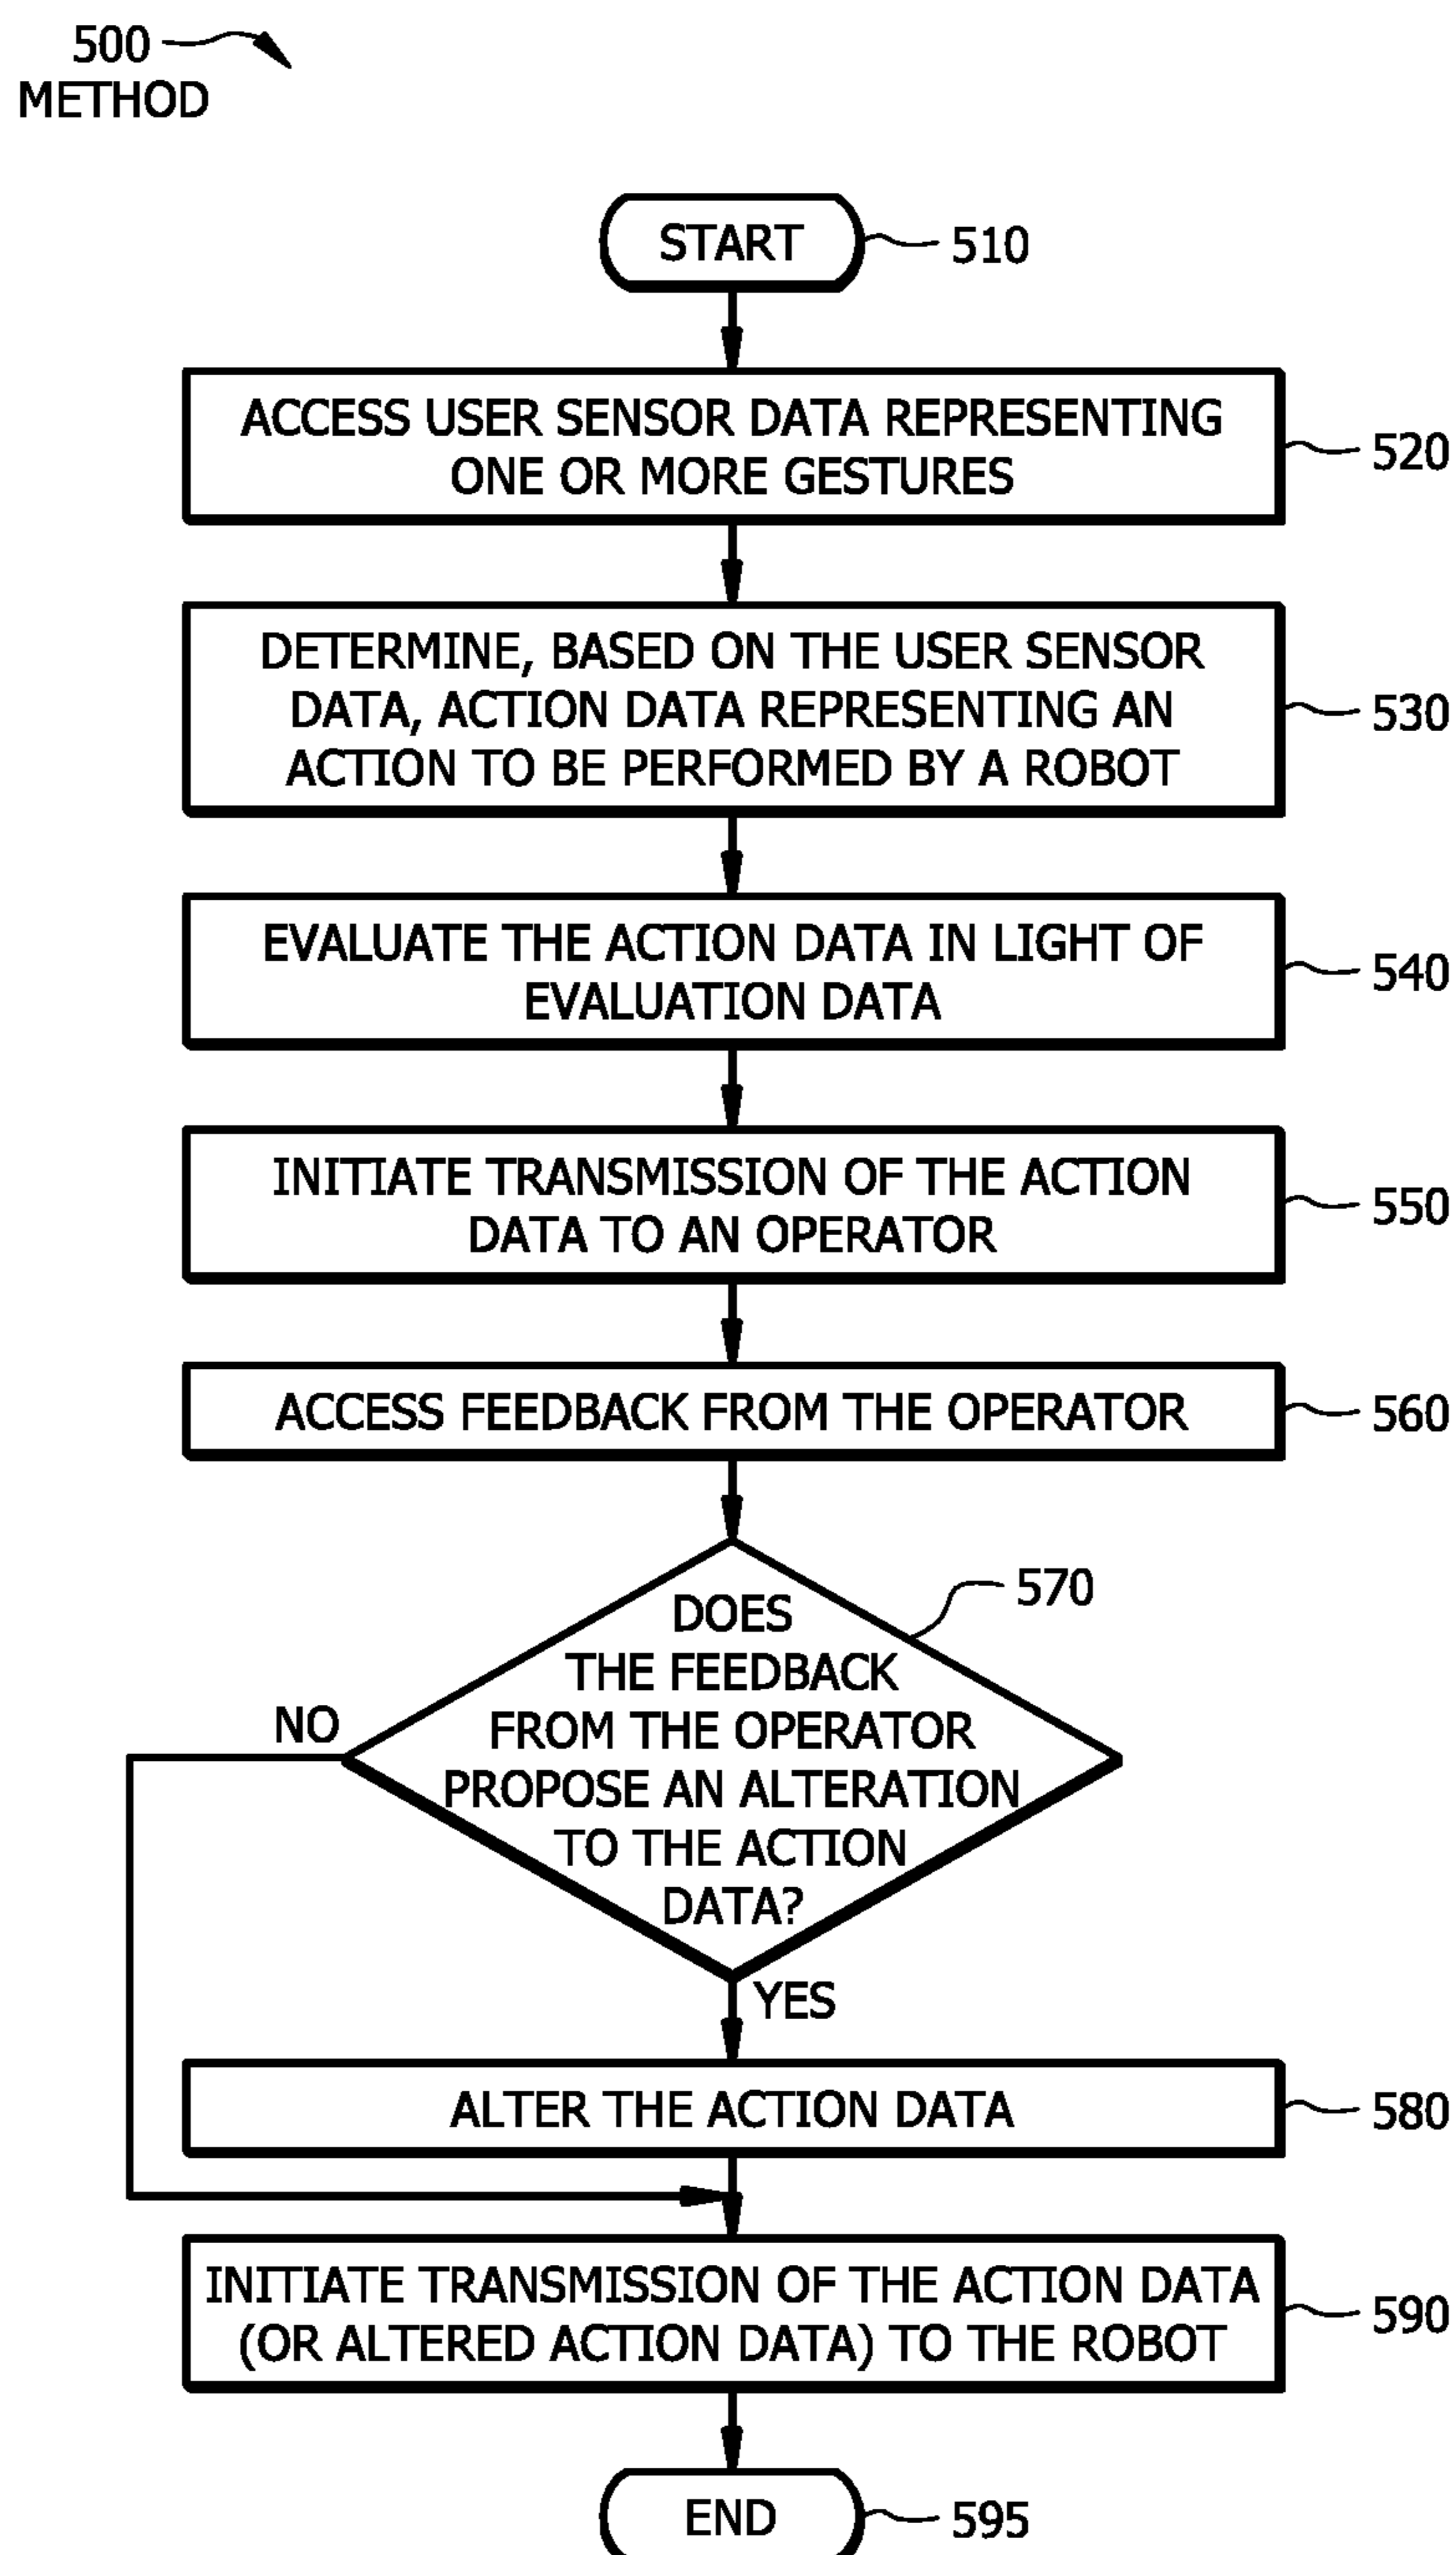 500
METHOD
START
510
ACCESS USER SENSOR DATA REPRESENTING
ONE OR MORE GESTURES
520
DETERMINE, BASED ON THE USER SENSOR
DATA, ACTION DATA REPRESENTING AN
ACTION TO BE PERFORMED BY A ROBOT
530
EVALUATE THE ACTION DATA IN LIGHT OF
EVALUATION DATA
540
INITIATE TRANSMISSION OF THE ACTION
DATA TO AN OPERATOR
550
ACCESS FEEDBACK FROM THE OPERATOR
560
DOES
THE FEEDBACK
FROM THE OPERATOR
PROPOSE AN ALTERATION
TO THE ACTION
DATA?
570
NO
YES
ALTER THE ACTION DATA
580
INITIATE TRANSMISSION OF THE ACTION DATA
(OR ALTERED ACTION DATA) TO THE ROBOT
590
END
595